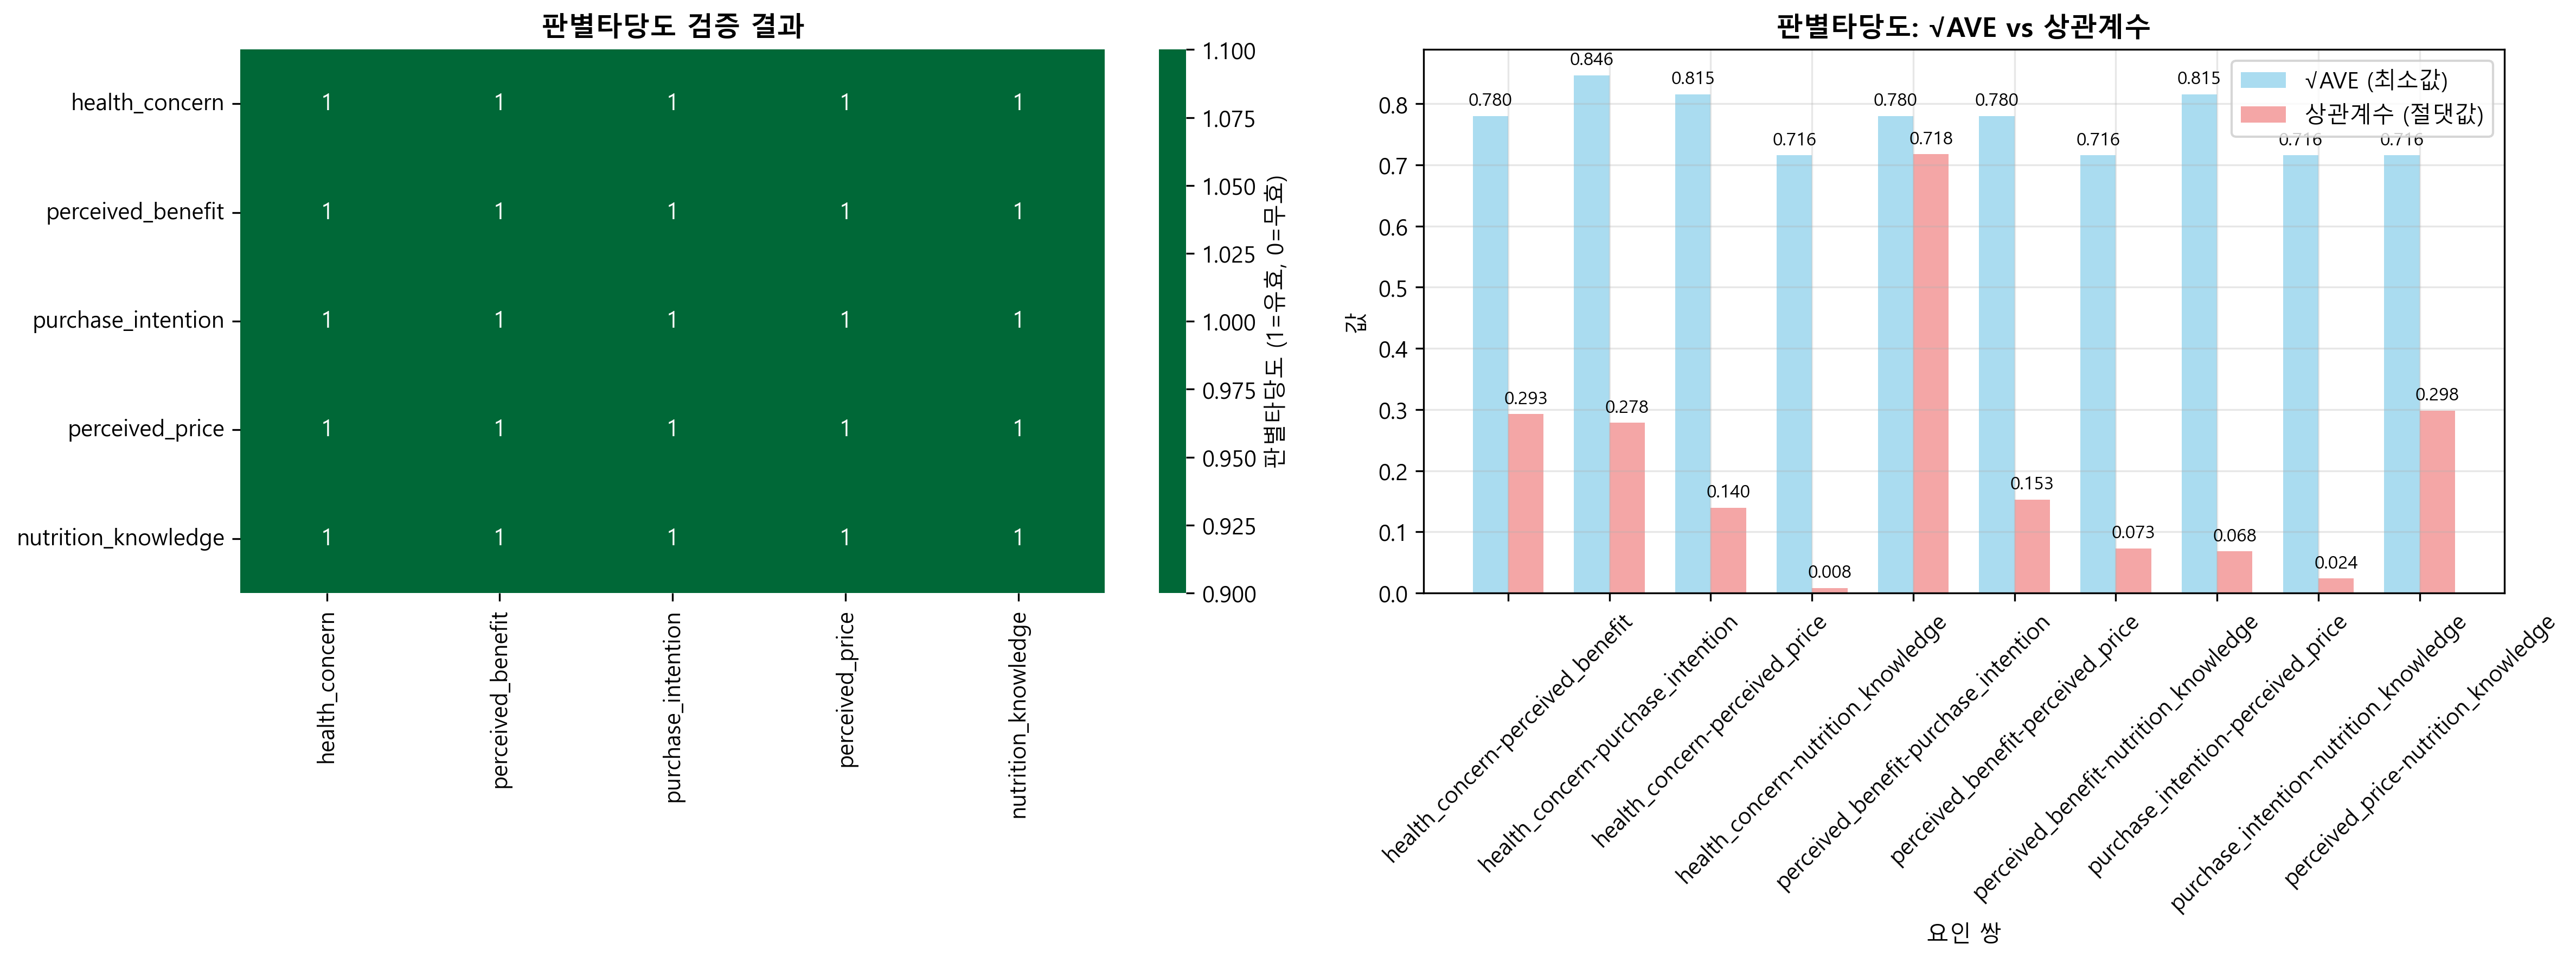 판별타당도 검증 결과
health_concern
perceived_benefit
purchase_intention
perceived_price
nutrition_knowledge
1 1 1 1 1
1 1 1 1 1
1 1 1 1 1
1 1 1 1 1
1 1 1 1 1
health_concern
perceived_benefit
purchase_intention
perceived_price
nutrition_knowledge
1.100
1.075
1.050
1.025
1.000
0.975
0.950
0.925
0.900
판별타당도 (1=유효, 0=무효)
판별타당도: √AVE vs 상관계수
√AVE (최소값)
상관계수 (절댓값)
값
0.8
0.7
0.6
0.5
0.4
0.3
0.2
0.1
0.0
0.780
0.846
0.815
0.716
0.780
0.780
0.716
0.815
0.716
0.716
0.293
0.278
0.140
0.008
0.718
0.153
0.073
0.068
0.024
0.298
health_concern-perceived_benefit
health_concern-purchase_intention
health_concern-perceived_price
health_concern-nutrition_knowledge
perceived_benefit-purchase_intention
perceived_benefit-perceived_price
perceived_benefit-nutrition_knowledge
purchase_intention-perceived_price
purchase_intention-nutrition_knowledge
perceived_price-nutrition_knowledge
요인 쌍